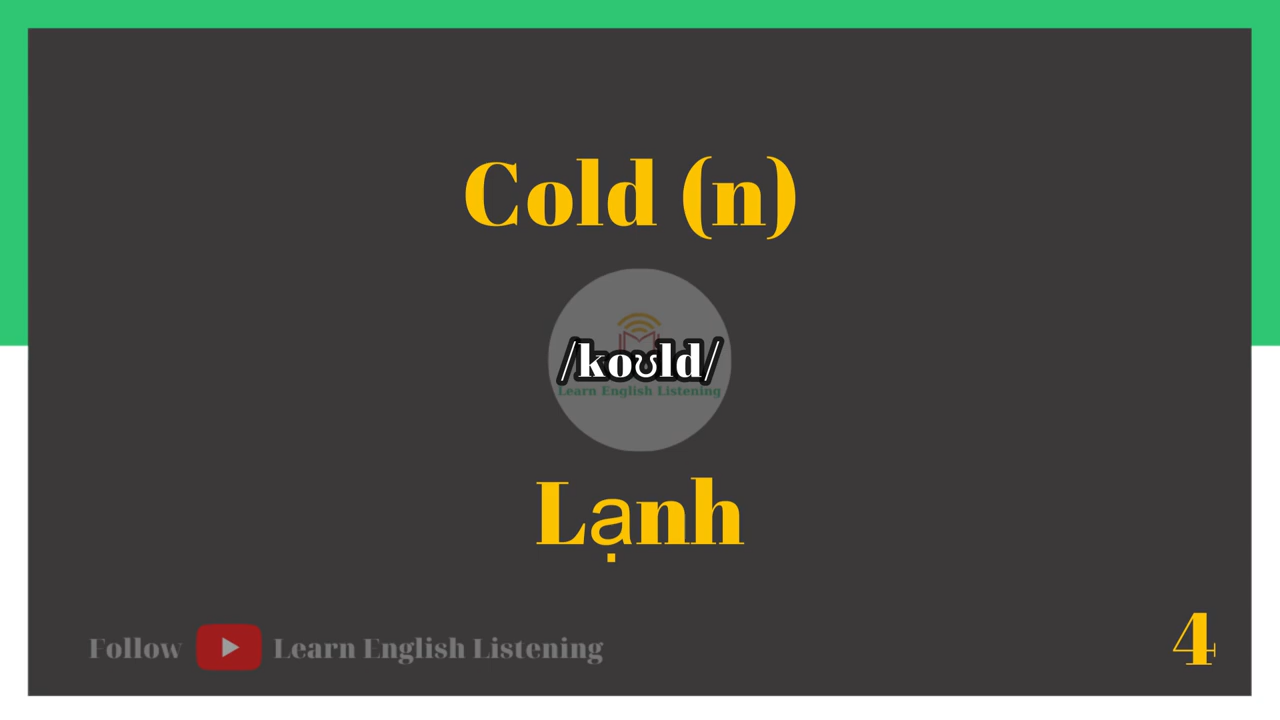 Cold (n)
/koʊld/
Learn English Listening
Lạnh
Follow Learn English Listening
4